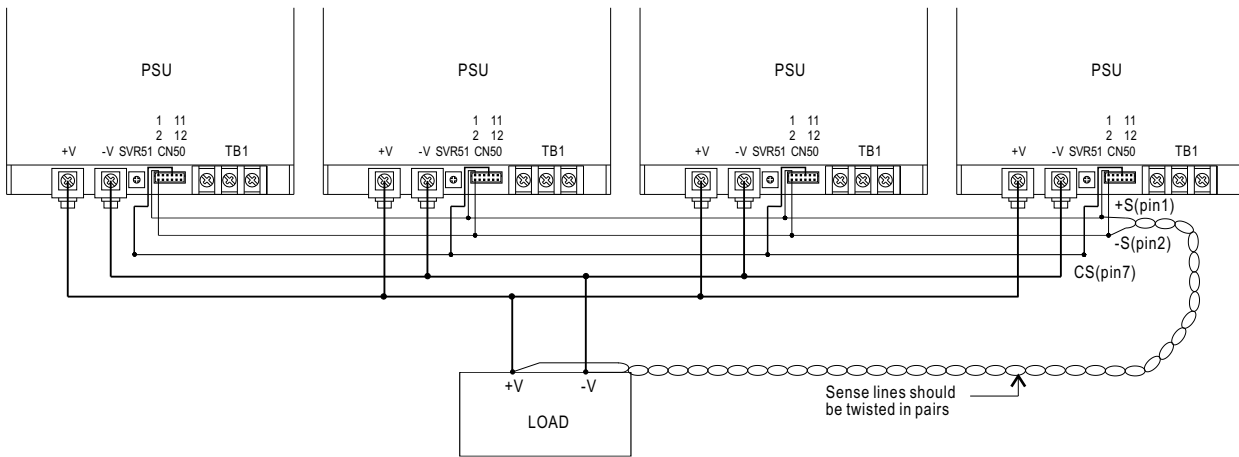 PSU PSU PSU PSU
1 11 1 11 1 11 1 11
2 12 2 12 2 12 2 12
+V -V SVR51 CN50 TB1 +V -V SVR51 CN50 TB1 +V -V SVR51 CN50 TB1 +V -V SVR51 CN50 TB1
+S(pin1)
-S(pin2)
CS(pin7)
+V -V
LOAD
Sense lines should
be twisted in pairs